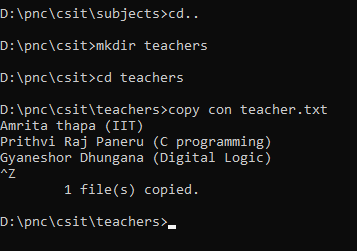 D:\pnc\csit\subjects>cd..
D:\pnc\csit>mkdir teachers
D:\pnc\csit>cd teachers
D:\pnc\csit\teachers>copy con teacher.txt
Amrita thapa (IIT)
Prithvi Raj Paneru (C programming)
Gyaneshor Dhungana (Digital Logic)
^Z
        1 file(s) copied.
D:\pnc\csit\teachers>